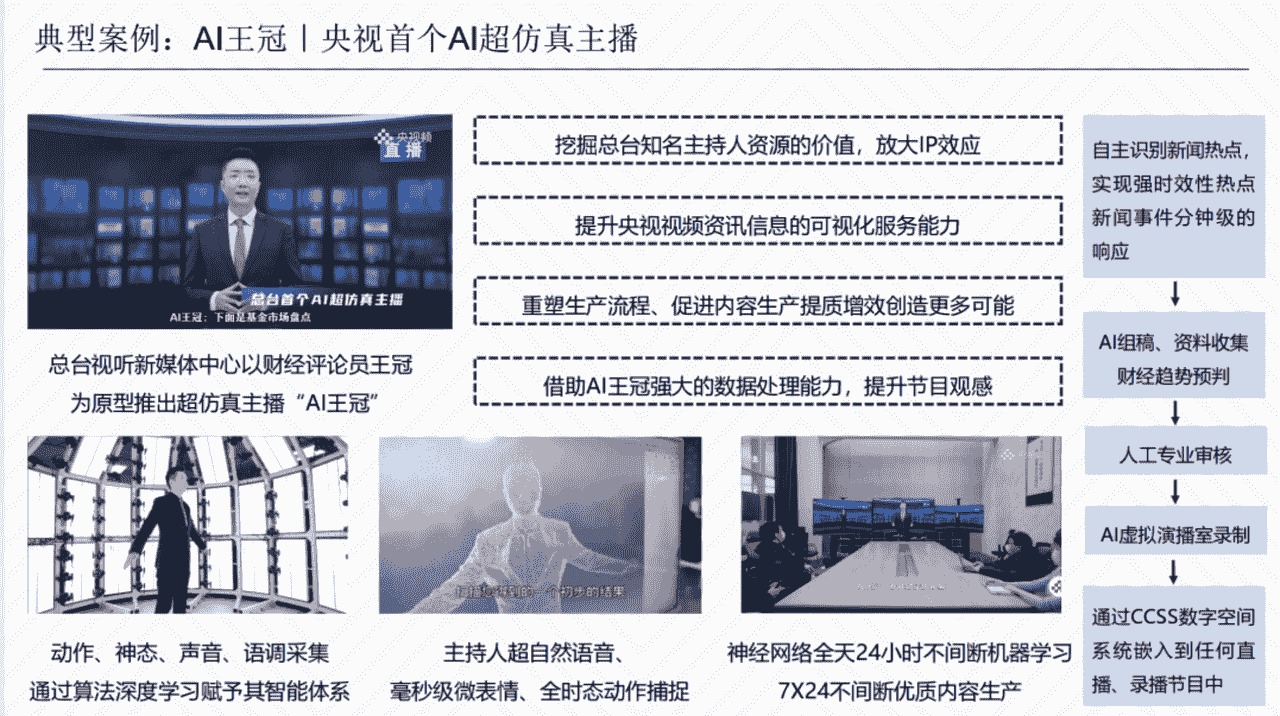 典型案例：AI王冠丨央视首个AI超仿真主播
央视频
直播
总台首个AI超仿真主播
AI王冠：下面是基金市场盘点
总台视听新媒体中心以财经评论员王冠
为原型推出超仿真主播“AI王冠”
挖掘总台知名主持人资源的价值，放大IP效应
提升央视视频资讯信息的可视化服务能力
重塑生产流程、促进内容生产提质增效创造更多可能
借助AI王冠强大的数据处理能力，提升节目观感
自主识别新闻热点，
实现强时效性热点
新闻事件分钟级的
响应
AI组稿、资料收集
财经趋势预判
人工专业审核
AI虚拟演播室录制
通过CCSS数字空间
系统嵌入到任何直
播、录播节目中
的一个初步的结果
动作、神态、声音、语调采集
通过算法深度学习赋予其智能体系
主持人超自然语音、
毫秒级微表情、全时态动作捕捉
神经网络全天24小时不间断机器学习
7X24不间断优质内容生产